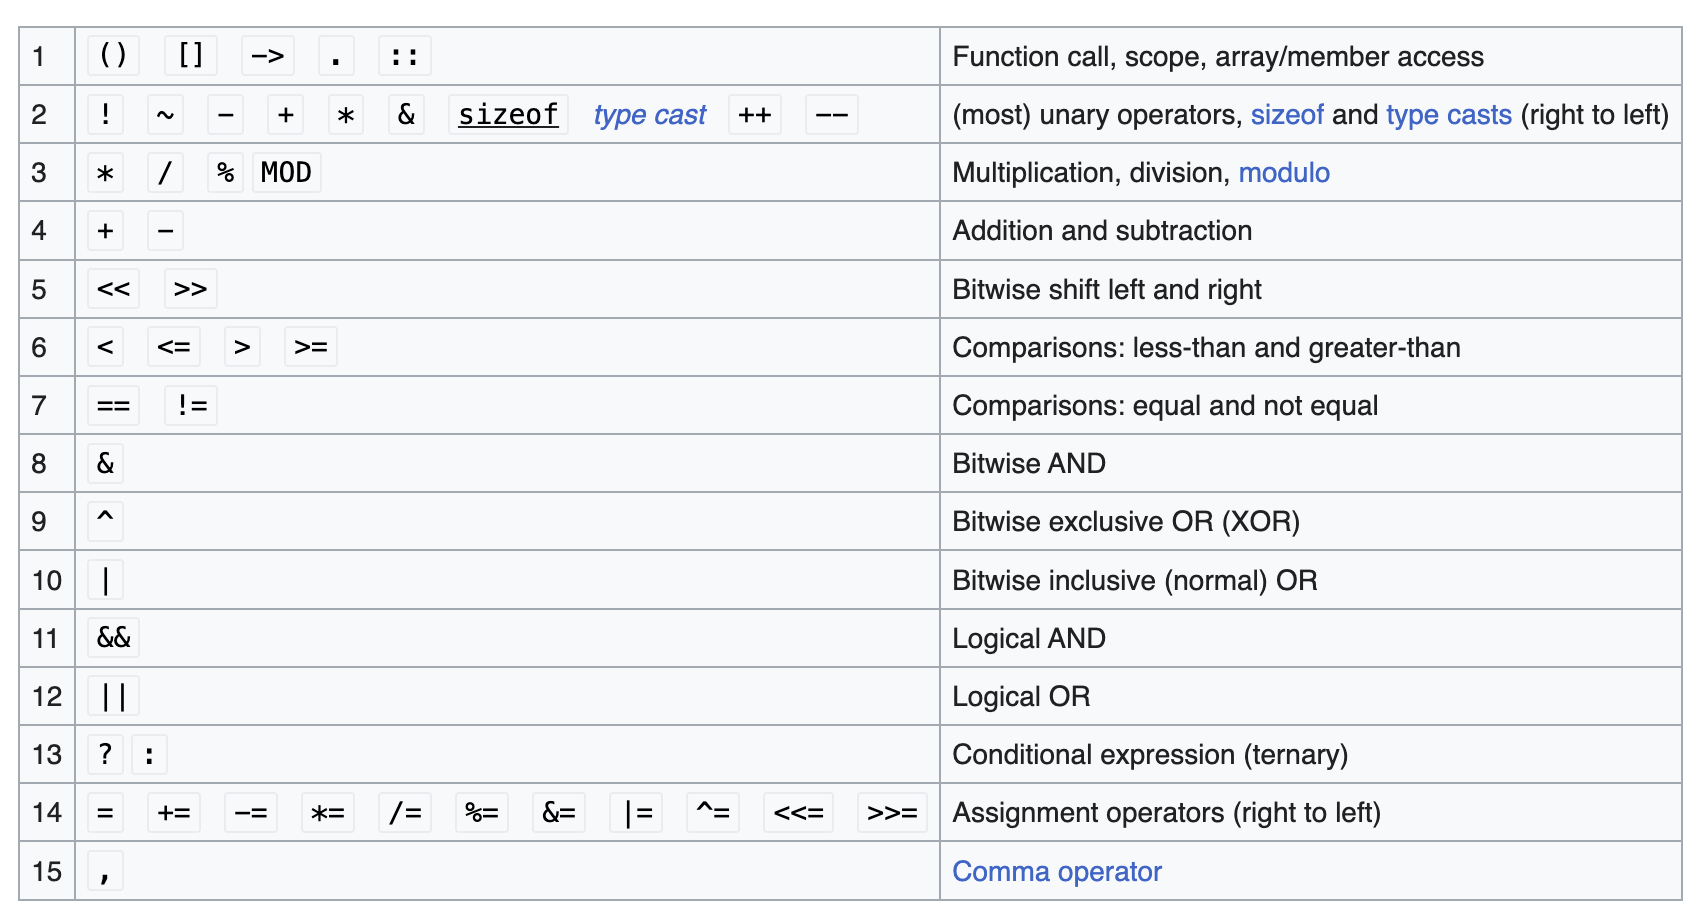 1 () [] -> . :: Function call, scope, array/member access
2 ! ~ - + * & sizeof type cast ++ -- (most) unary operators, sizeof and type casts (right to left)
3 * / % MOD Multiplication, division, modulo
4 + - Addition and subtraction
5 << >> Bitwise shift left and right
6 < <= > >= Comparisons: less-than and greater-than
7 == != Comparisons: equal and not equal
8 & Bitwise AND
9 ^ Bitwise exclusive OR (XOR)
10 | Bitwise inclusive (normal) OR
11 && Logical AND
12 || Logical OR
13 ? : Conditional expression (ternary)
14 = += -= *= /= %= &= |= ^= <<= >>= Assignment operators (right to left)
15 , Comma operator